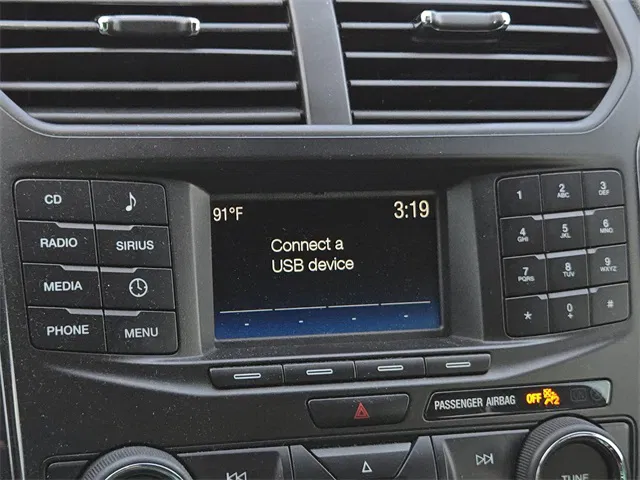 CD
RADIO
SIRIUS
MEDIA
PHONE
MENU
91°F
3:19
Connect a
USB device
1
2
ABC
3
DEF
4
GHI
5
JKL
6
MNO
7
PQRS
8
TUV
9
WXYZ
*
0
+
#
PASSENGER AIRBAG OFF
2
TUNE